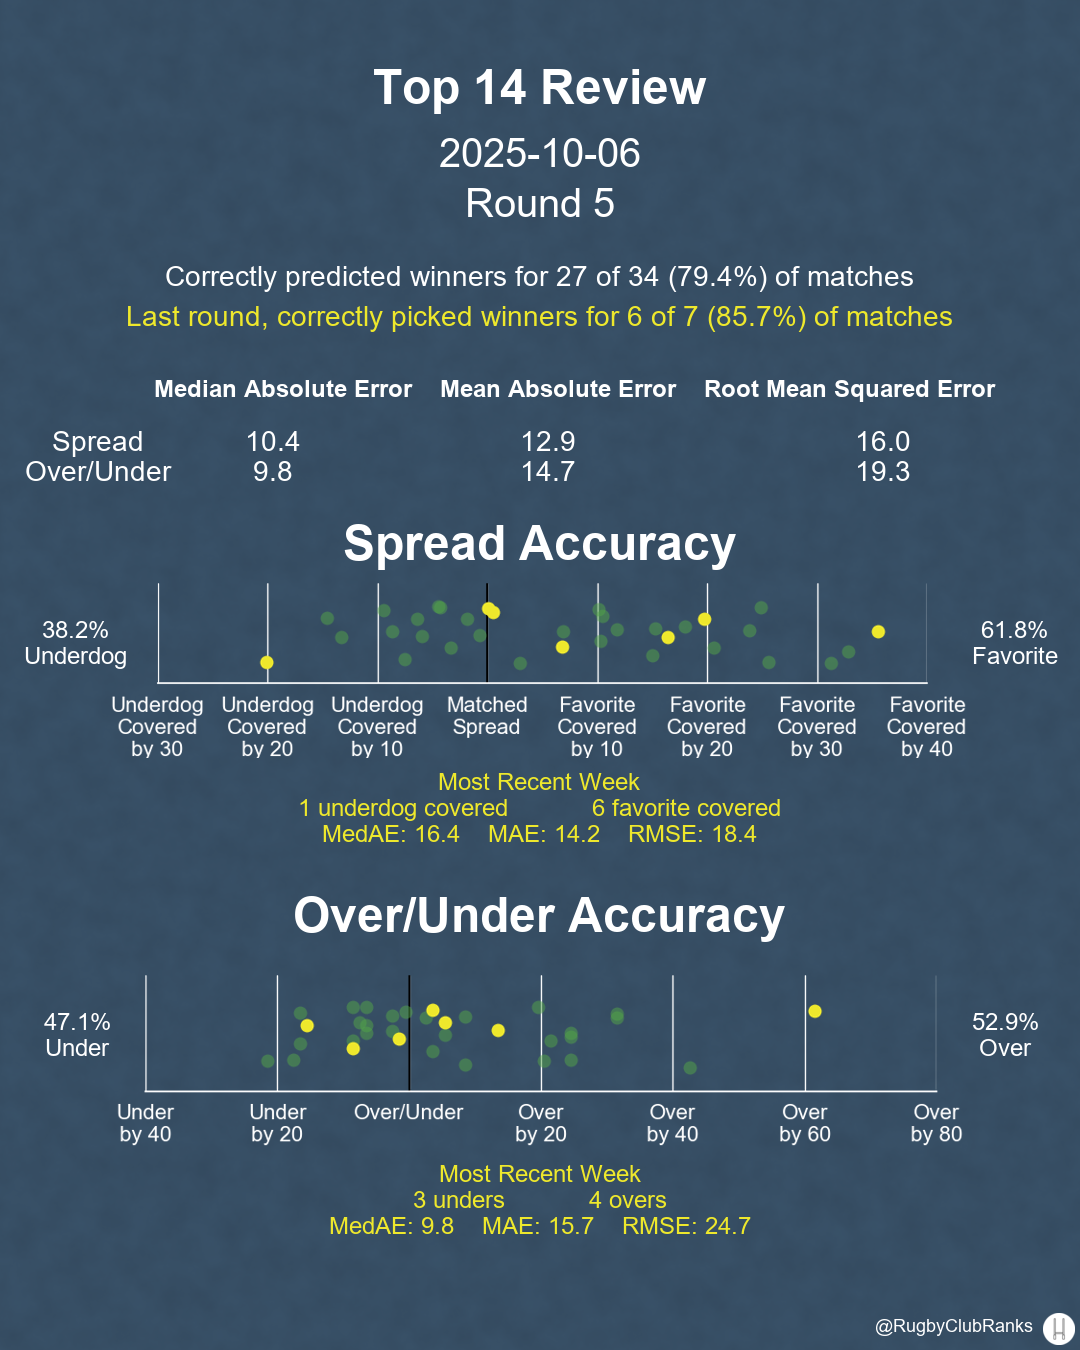 Top 14 Review
2025-10-06
Round 5
Correctly predicted winners for 27 of 34 (79.4%) of matches
Last round, correctly picked winners for 6 of 7 (85.7%) of matches
Median Absolute Error Mean Absolute Error Root Mean Squared Error
Spread 10.4 12.9 16.0
Over/Under 9.8 14.7 19.3
Spread Accuracy
38.2%
Underdog
61.8%
Favorite
Underdog Covered by 30
Underdog Covered by 20
Underdog Covered by 10
Matched Spread
Favorite Covered by 10
Favorite Covered by 20
Favorite Covered by 30
Favorite Covered by 40
Most Recent Week
1 underdog covered 6 favorite covered
MedAE: 16.4 MAE: 14.2 RMSE: 18.4
Over/Under Accuracy
47.1%
Under
52.9%
Over
Under by 40
Under by 20
Over/Under
Over by 20
Over by 40
Over by 60
Over by 80
Most Recent Week
3 unders 4 overs
MedAE: 9.8 MAE: 15.7 RMSE: 24.7
@RugbyClubRanks